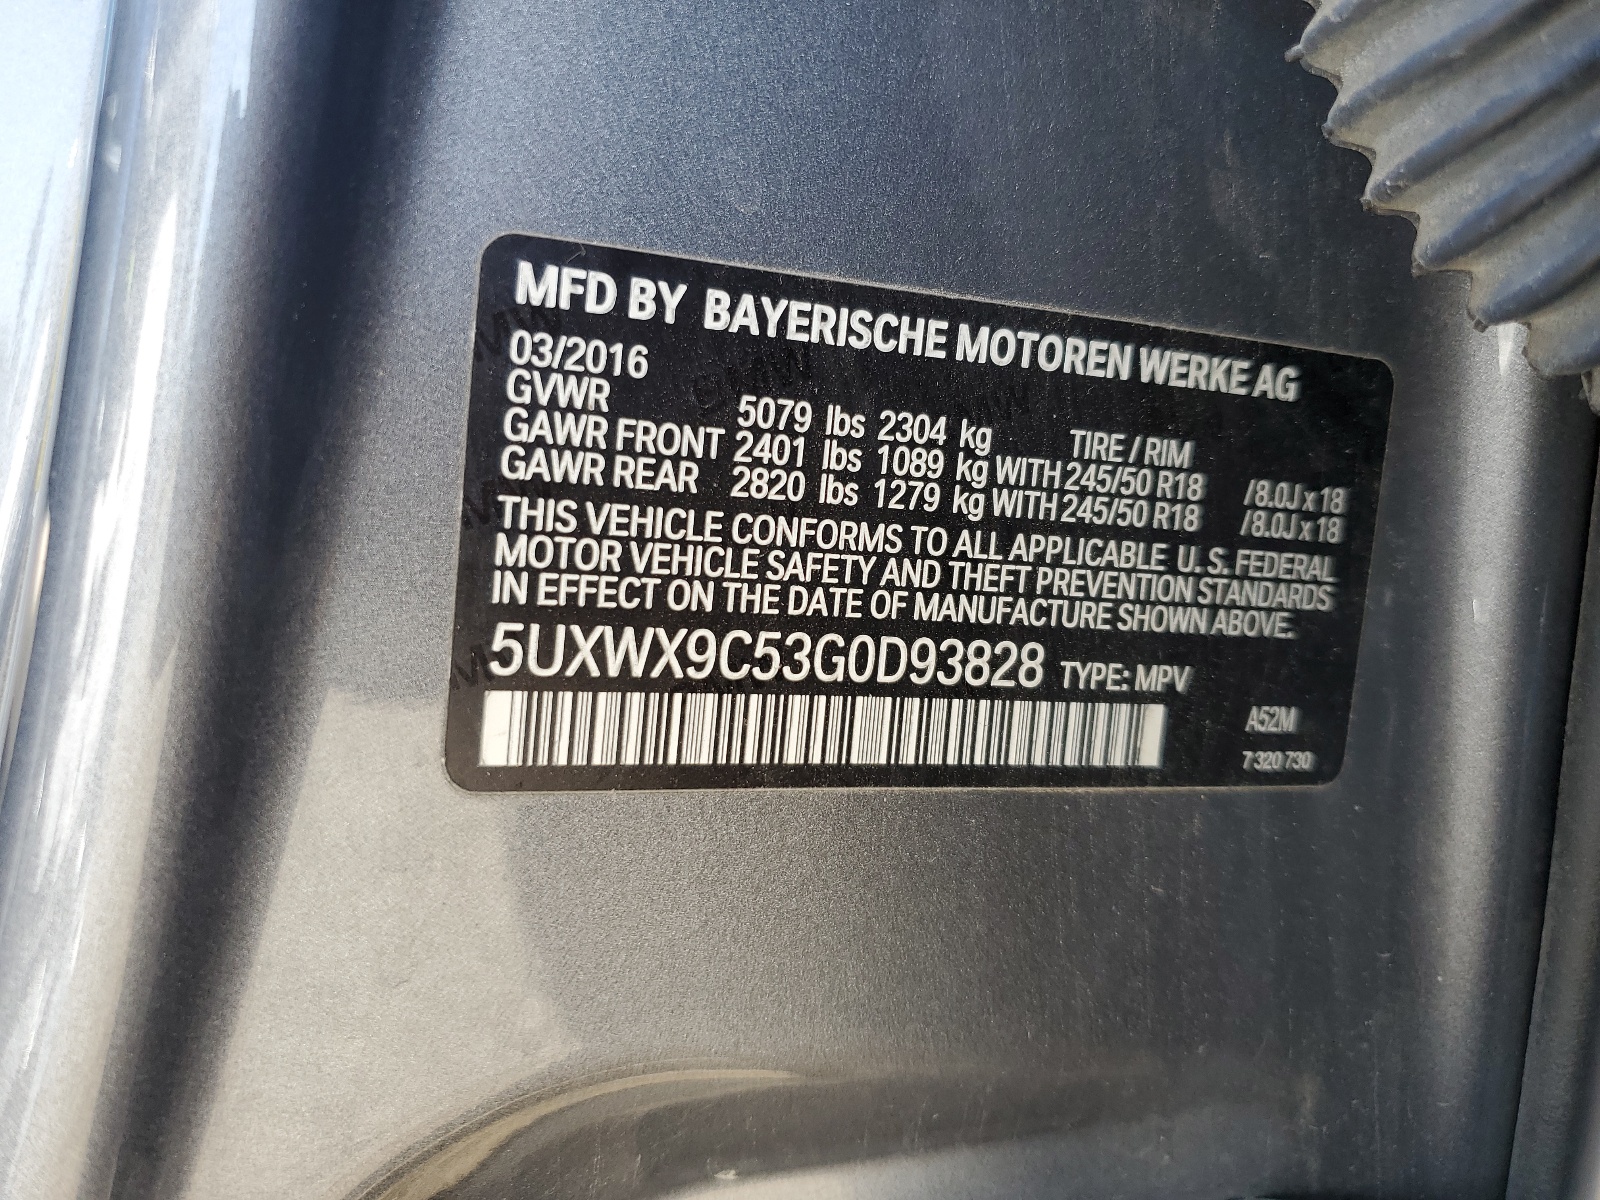 MFD BY BAYERISCHE MOTOREN WERKE AG
03/2016
GVWR 5079 lbs 2304 kg TIRE / RIM
GAWR FRONT 2401 lbs 1089 kg WITH 245/50 R18 /8.0J x 18
GAWR REAR 2820 lbs 1279 kg WITH 245/50 R18 /8.0J x 18
THIS VEHICLE CONFORMS TO ALL APPLICABLE U.S. FEDERAL
MOTOR VEHICLE SAFETY AND THEFT PREVENTION STANDARDS
IN EFFECT ON THE DATE OF MANUFACTURE SHOWN ABOVE.
5UXWX9C53G0D93828 TYPE: MPV
A52M
7 320 730